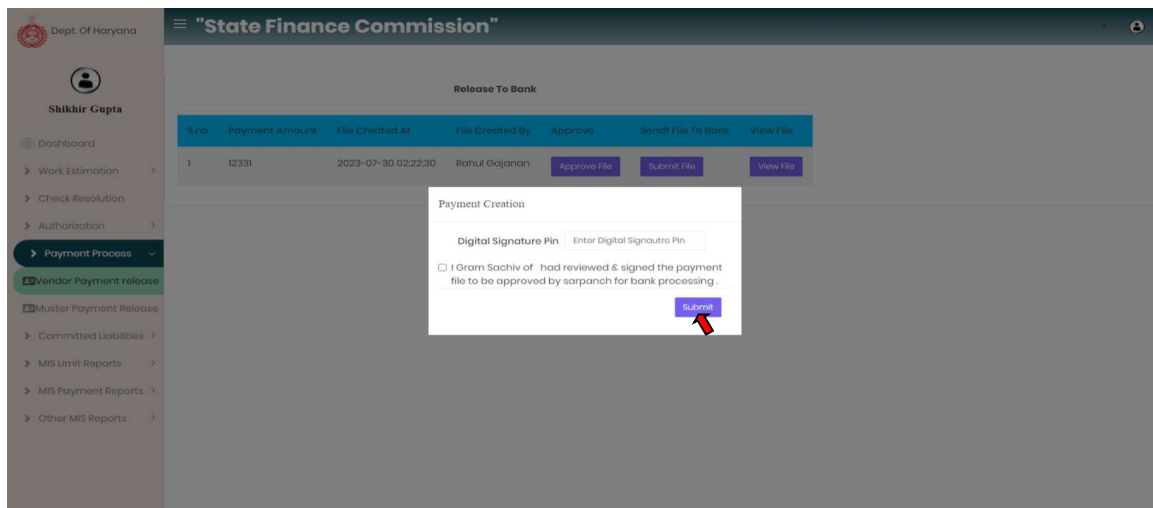 Dept. Of Haryana
"State Finance Commission"
Shikhir Gupta
Dashboard
Work Estimation
Check Resolution
Authorization
Payment Process
Vendor Payment release
Muster Payment Release
Committed Liabilities
MIS Limit Reports
MIS Payment Reports
Other MIS Reports
Release To Bank
S.no Payment Amount File Created At File Created By Approve Sendf File To Bank View File
1 12331 2023-07-30 02:22:30 Rahul Gajanan Approve File Submit File View File
Payment Creation
Digital Signature Pin Enter Digital Signautre Pin
I Gram Sachiv of had reviewed & signed the payment
file to be approved by sarpanch for bank processing .
Submit